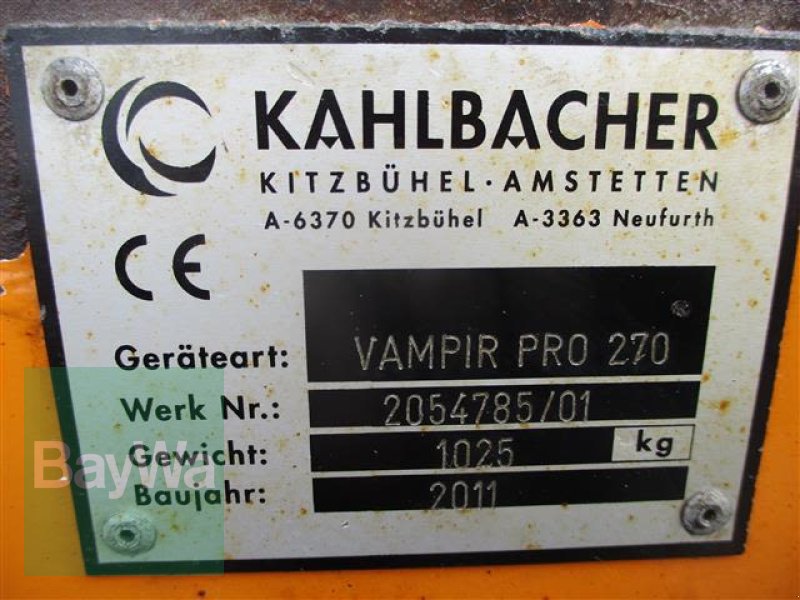 KAHLBACHER
KITZBÜHEL · AMSTETTEN
A-6370 Kitzbühel A-3363 Neufurth
CE
Geräteart: VAMPIR PRO 270
Werk Nr.: 2054785/01
Gewicht: 1025 kg
Baujahr: 2011
BayWa